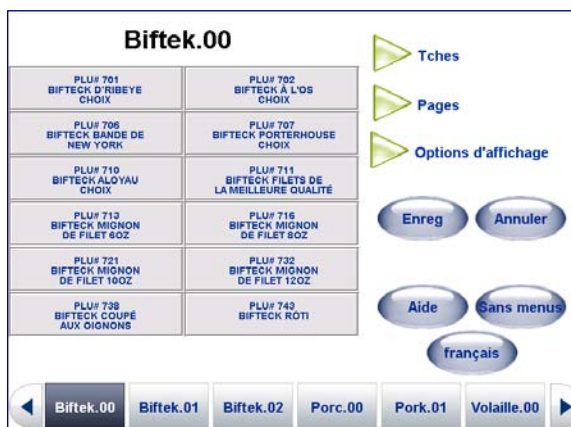 Biftek.00
PLU# 701
BIFTECK D'RIBEYE
CHOIX
PLU# 702
BIFTECK À L'OS
CHOIX
PLU# 706
BIFTECK BANDE DE
NEW YORK
PLU# 707
BIFTECK PORTERHOUSE
CHOIX
PLU# 710
BIFTECK ALOYAU
CHOIX
PLU# 711
BIFTECK FILETS DE
LA MEILLEURE QUALITÉ
PLU# 713
BIFTECK MIGNON
DE FILET 6OZ
PLU# 716
BIFTECK MIGNON
DE FILET 8OZ
PLU# 721
BIFTECK MIGNON
DE FILET 10OZ
PLU# 732
BIFTECK MIGNON
DE FILET 12OZ
PLU# 738
BIFTECK COUPÉ
AUX OIGNONS
PLU# 743
BIFTECK RÔTI
Tches
Pages
Options d'affichage
Enreg
Annuler
Aide
Sans menus
français
Biftek.00
Biftek.01
Biftek.02
Porc.00
Pork.01
Volaille.00